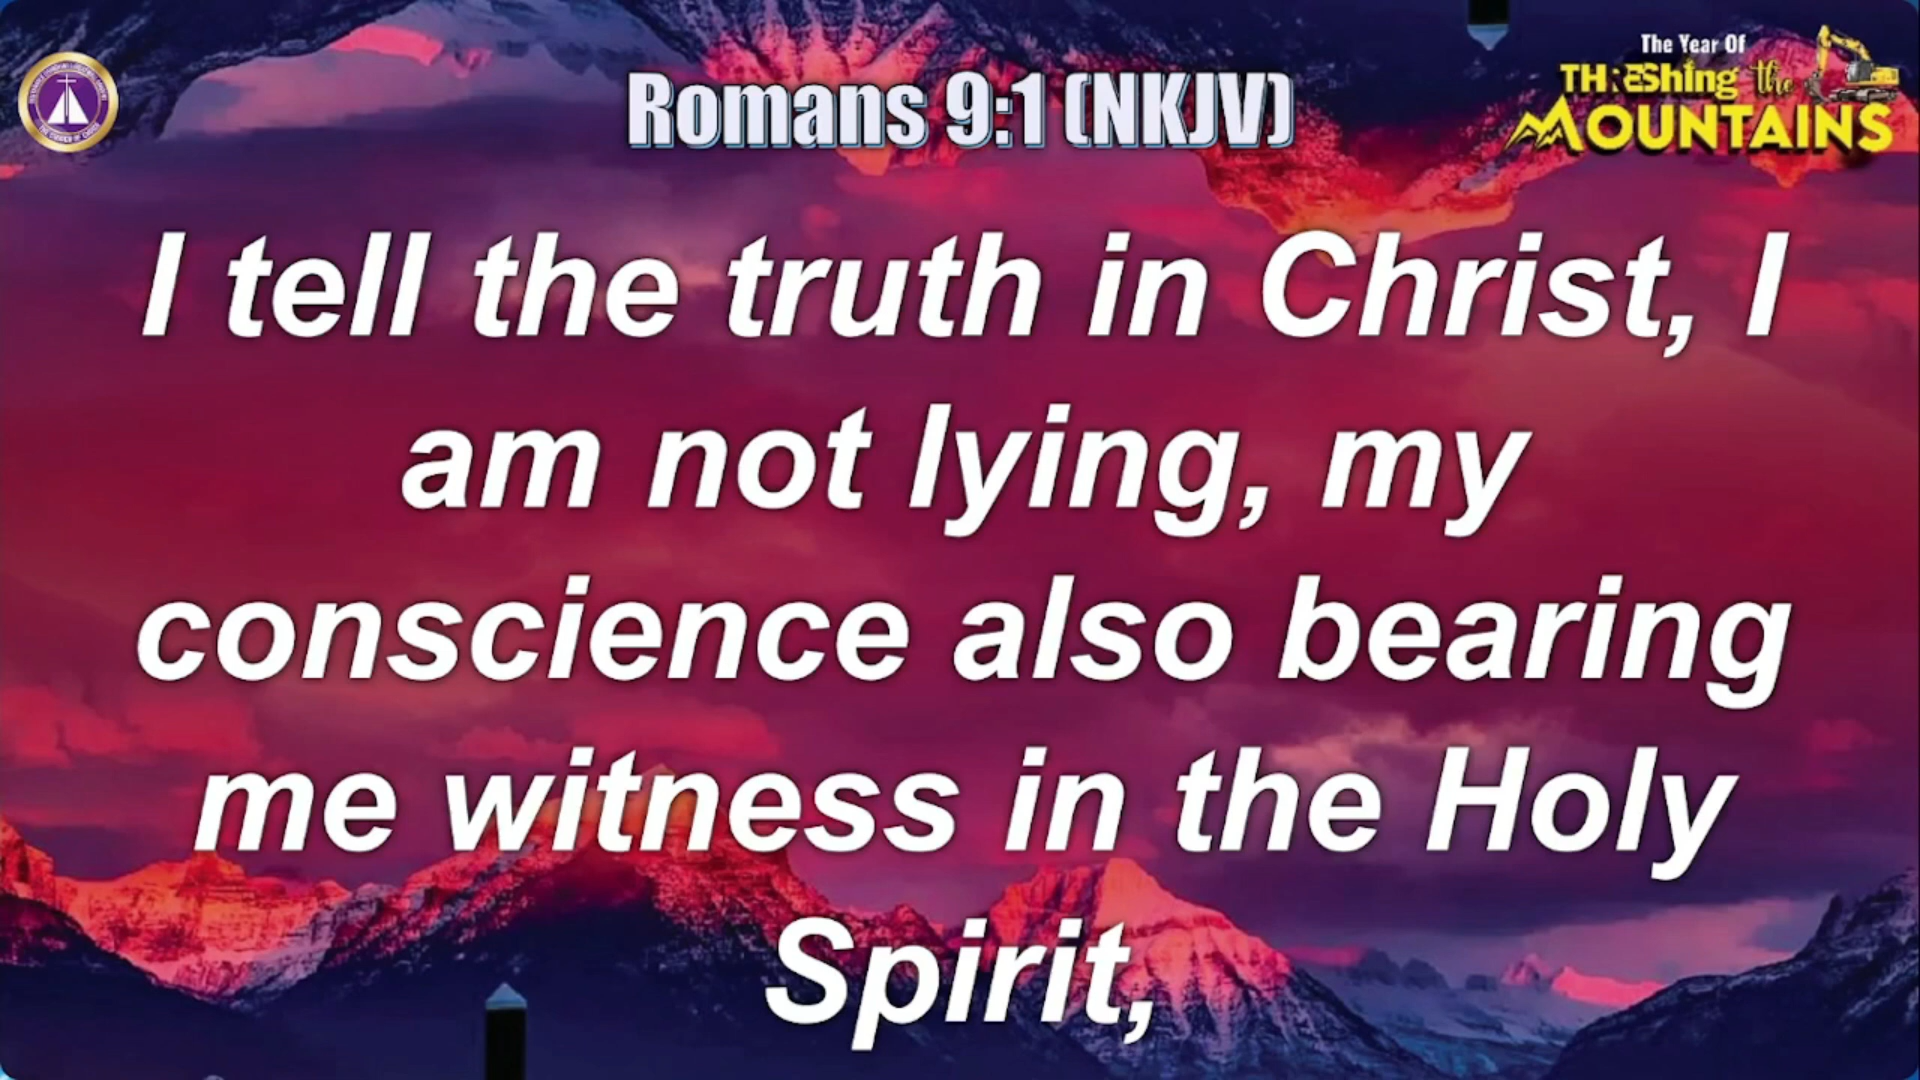 The Year Of
THREShing the
MOUNTAINS
Romans 9:1 (NKJV)
I tell the truth in Christ, I
am not lying, my
conscience also bearing
me witness in the Holy
Spirit,